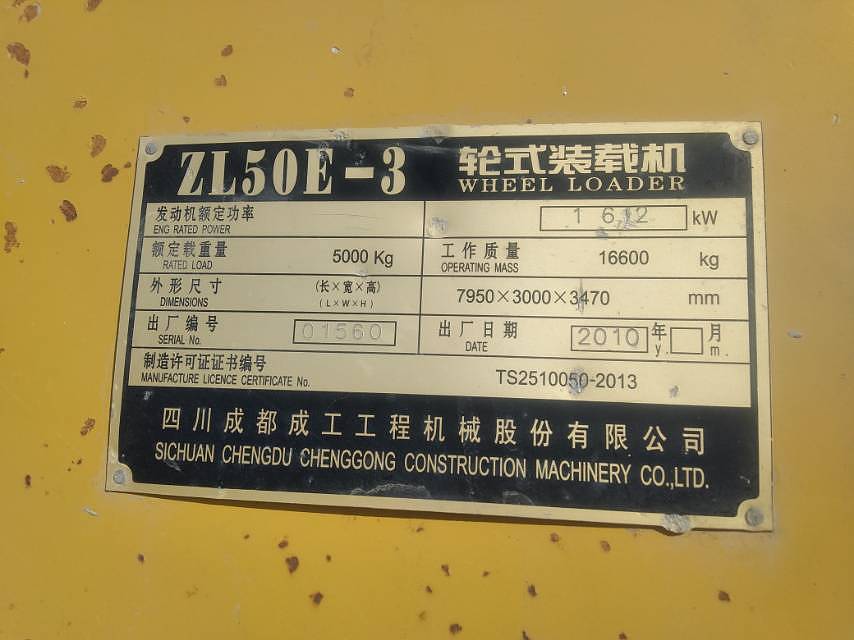 ZL50E-3 轮式装载机
WHEEL LOADER
发动机额定功率 162 kW
ENG RATED POWER
额定载重量 5000 Kg 工作质量 16600 kg
RATED LOAD OPERATING MASS
外形尺寸 (长×宽×高) 7950×3000×3470 mm
DIMENSIONS (L×W×H)
出厂编号 01560 出厂日期 2010 年 月
SERIAL No. DATE y. m.
制造许可证证书编号 TS2510050-2013
MANUFACTURE LICENCE CERTIFICATE No.
四川成都成工工程机械股份有限公司
SICHUAN CHENGDU CHENGGONG CONSTRUCTION MACHINERY CO.,LTD.